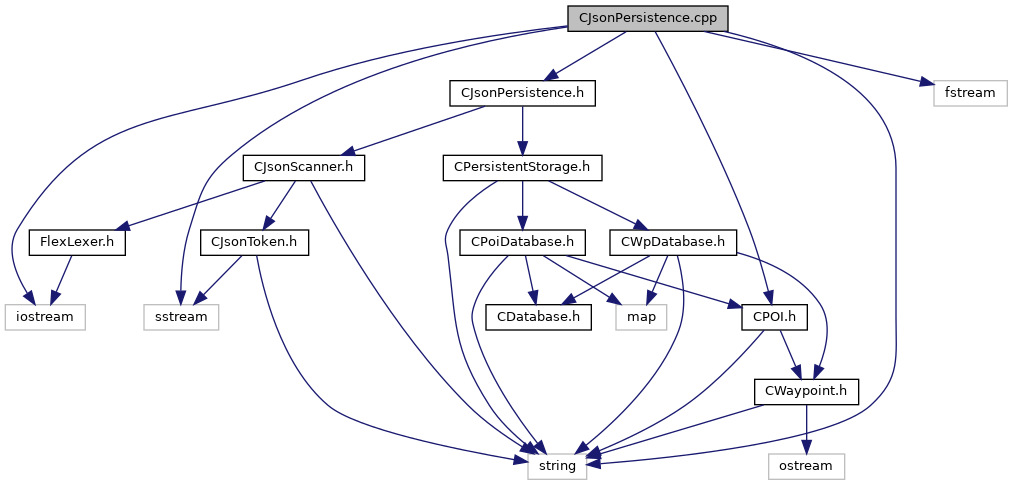 CJsonPersistence.cpp
CJsonPersistence.h
fstream
CJsonScanner.h
CPersistentStorage.h
FlexLexer.h
CJsonToken.h
CPoiDatabase.h
CWpDatabase.h
iostream
sstream
CDatabase.h
map
CPOI.h
CWaypoint.h
string
ostream